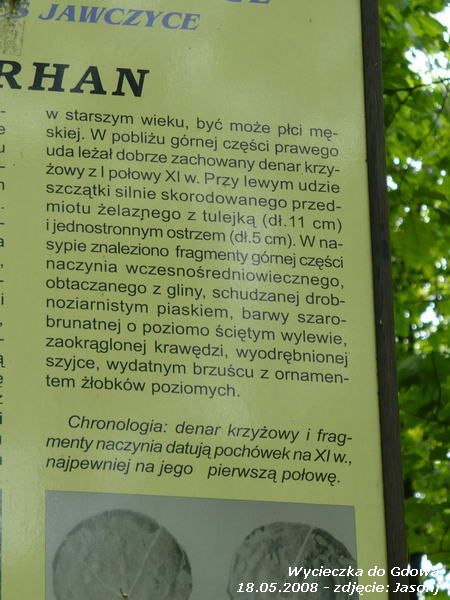 JAWCZYCE
RHAN
w starszym wieku, być może płci mę-
skiej. W pobliżu górnej części prawego
uda leżał dobrze zachowany denar krzy-
żowy z I połowy XI w. Przy lewym udzie
szczątki silnie skorodowanego przed-
miotu żelaznego z tulejką (dł.11 cm)
i jednostronnym ostrzem (dł.5 cm). W na-
sypie znaleziono fragmenty górnej części
naczynia wczesnośredniowiecznego,
obtaczanego z gliny, schudzanej drob-
noziarnistym piaskiem, barwy szaro-
brunatnej o poziomo ściętym wylewie,
zaokrąglonej krawędzi, wyodrębnionej
szyjce, wydatnym brzuścu z ornamen-
tem żłobków poziomych.
Chronologia: denar krzyżowy i frag-
menty naczynia datują pochówek na XI w.,
najpewniej na jego pierwszą połowę.
Wycieczka do Gdowa
18.05.2008 - zdjęcie: Jasonj